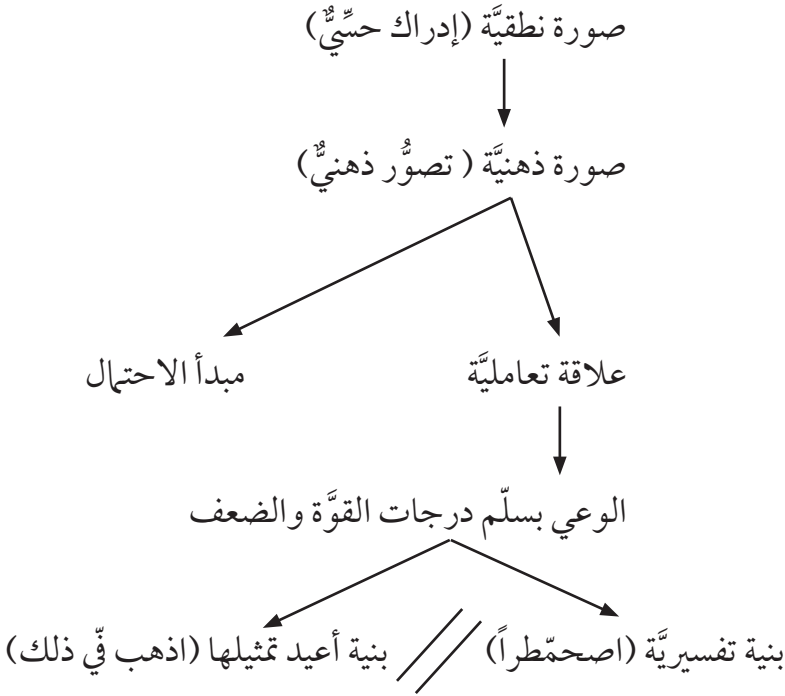 صورة نطقيَّة (إدراك حسِّيٌّ)
صورة ذهنيَّة ( تصوُّر ذهنيٌّ)
علاقة تعامليَّة
مبدأ الاحتمال
الوعي بسلّم درجات القوَّة والضعف
بنية تفسيريَّة (اصحمّطراً) // بنية أعيد تمثيلها (اذهب فّي ذلك)